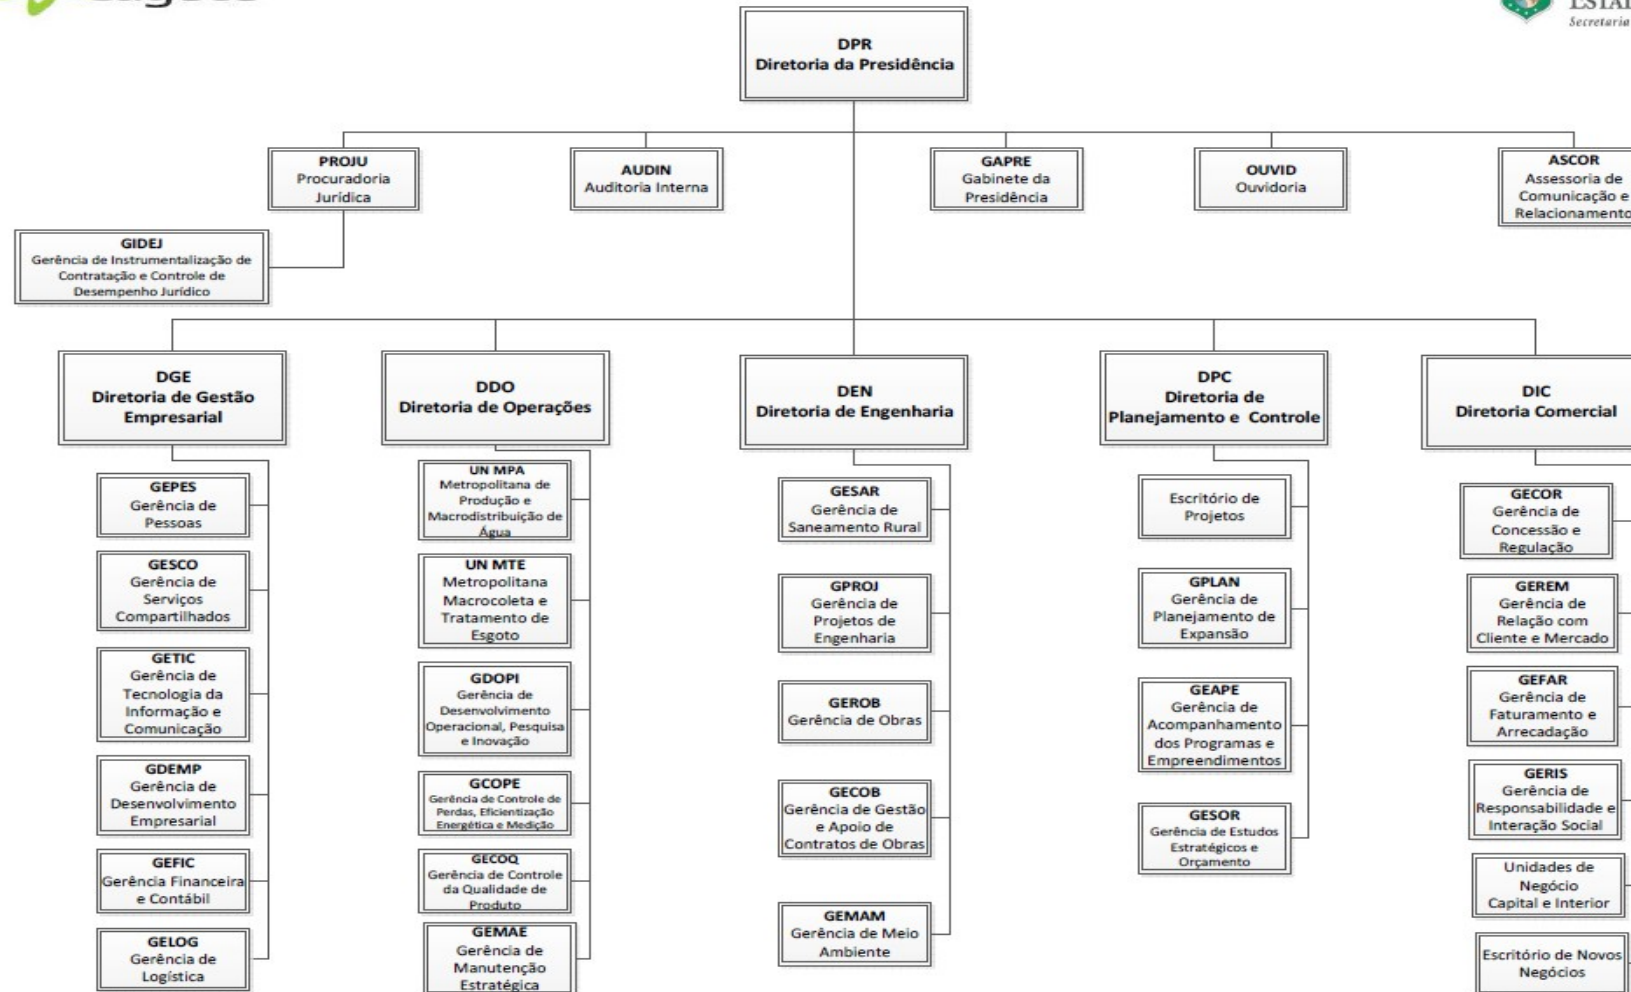 DPR
Diretoria da Presidência
PROJU
Procuradoria
Jurídica
AUDIN
Auditoria Interna
GAPRE
Gabinete da
Presidência
OUVID
Ouvidoria
ASCOR
Assessoria de
Comunicação e
Relacionamento
GIDEJ
Gerência de Instrumentalização de
Contratação e Controle de
Desempenho Jurídico
DGE
Diretoria de Gestão
Empresarial
DDO
Diretoria de Operações
DEN
Diretoria de Engenharia
DPC
Diretoria de
Planejamento e Controle
DIC
Diretoria Comercial
GEPES
Gerência de
Pessoas
GESCO
Gerência de
Serviços
Compartilhados
GETIC
Gerência de
Tecnologia da
Informação e
Comunicação
GDEMP
Gerência de
Desenvolvimento
Empresarial
GEFIC
Gerência Financeira
e Contábil
GELOG
Gerência de
Logística
UN MPA
Metropolitana de
Produção e
Macrodistribuição de
Água
UN MTE
Metropolitana
Macrocoleta e
Tratamento de
Esgoto
GDOPI
Gerência de
Desenvolvimento
Operacional, Pesquisa
e Inovação
GCOPE
Gerência de Controle de
Perdas, Eficientização
Energética e Medição
GECOQ
Gerência de Controle
da Qualidade de
Produto
GEMAE
Gerência de
Manutenção
Estratégica
GESAR
Gerência de
Saneamento Rural
GPROJ
Gerência de
Projetos de
Engenharia
GEROB
Gerência de Obras
GECOB
Gerência de Gestão
e Apoio de
Contratos de Obras
GEMAM
Gerência de Meio
Ambiente
Escritório de
Projetos
GPLAN
Gerência de
Planejamento de
Expansão
GEAPE
Gerência de
Acompanhamento
dos Programas e
Empreendimentos
GESOR
Gerência de Estudos
Estratégicos e
Orçamento
GECOR
Gerência de
Concessão e
Regulação
GEREM
Gerência de
Relação com
Cliente e Mercado
GEFAR
Gerência de
Faturamento e
Arrecadação
GERIS
Gerência de
Responsabilidade e
Interação Social
Unidades de
Negócio
Capital e Interior
Escritório de Novos
Negócios
Secretaria